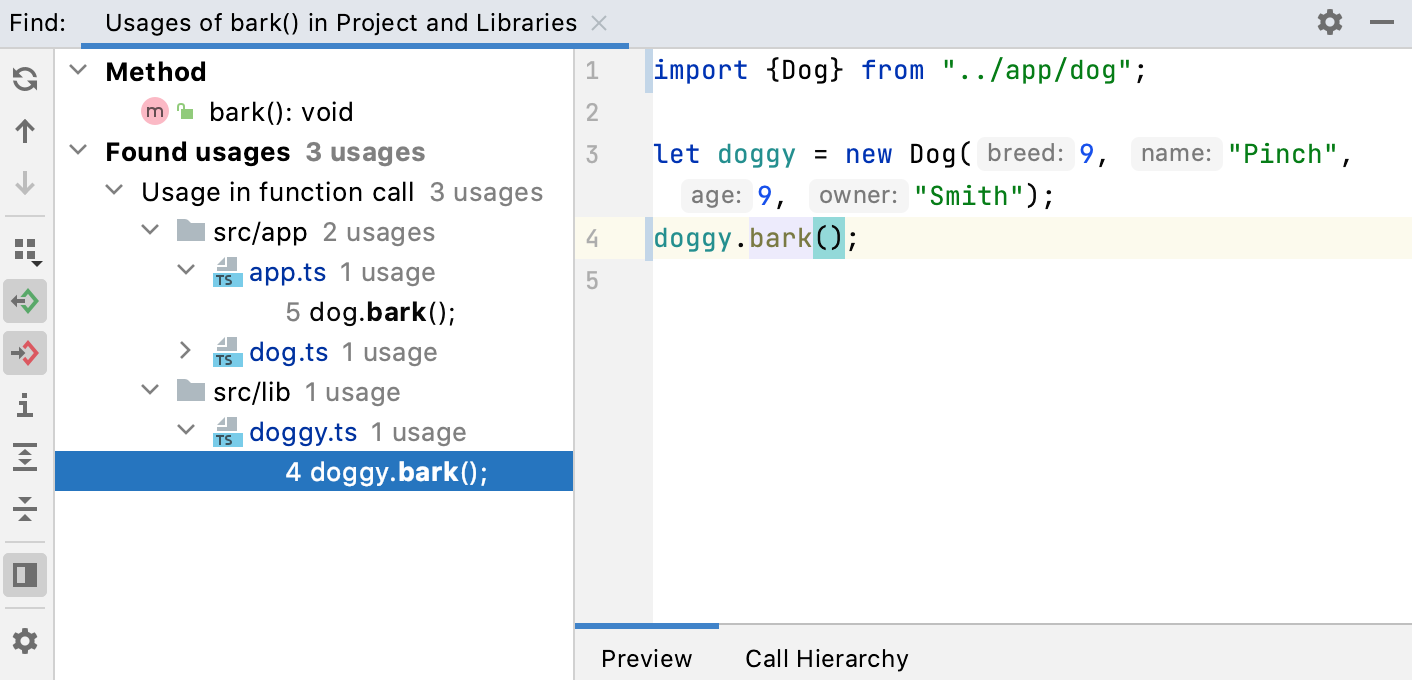 Find: Usages of bark() in Project and Libraries
Method
m bark(): void
Found usages 3 usages
Usage in function call 3 usages
src/app 2 usages
TS app.ts 1 usage
5 dog.bark();
TS dog.ts 1 usage
src/lib 1 usage
TS doggy.ts 1 usage
4 doggy.bark();
1 import {Dog} from "../app/dog";
2
3 let doggy = new Dog( breed: 9, name: "Pinch",
age: 9, owner: "Smith");
4 doggy.bark();
5
Preview Call Hierarchy